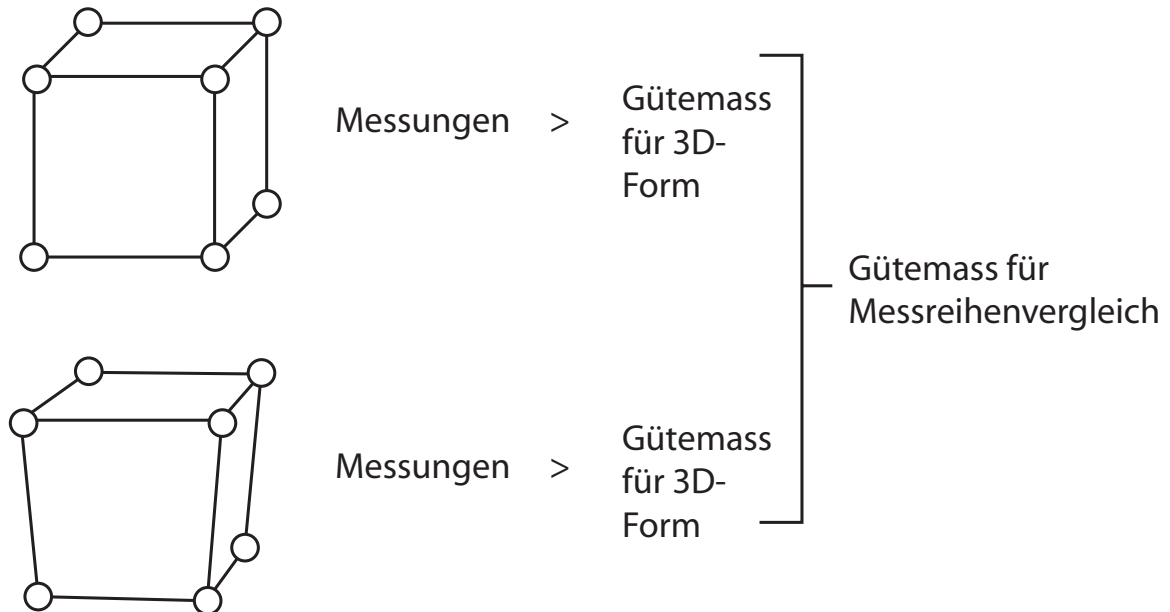 Messungen >
Gütemass
für 3D-
Form
Gütemass für
Messreihenvergleich
Messungen >
Gütemass
für 3D-
Form